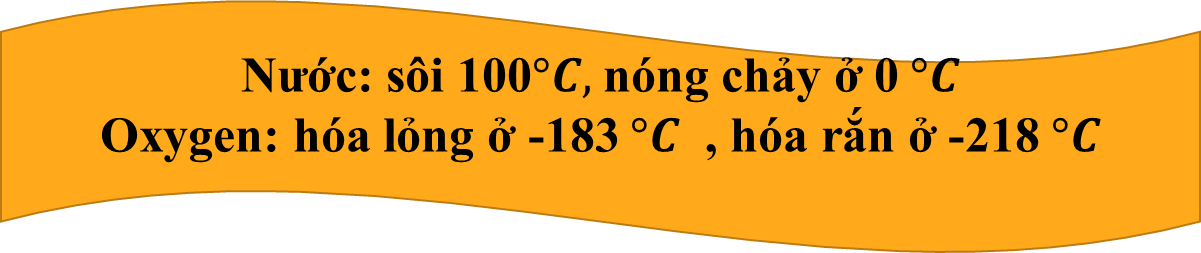 Nước: sôi 100°C, nóng chảy ở 0 °C
Oxygen: hóa lỏng ở -183 °C , hóa rắn ở -218 °C